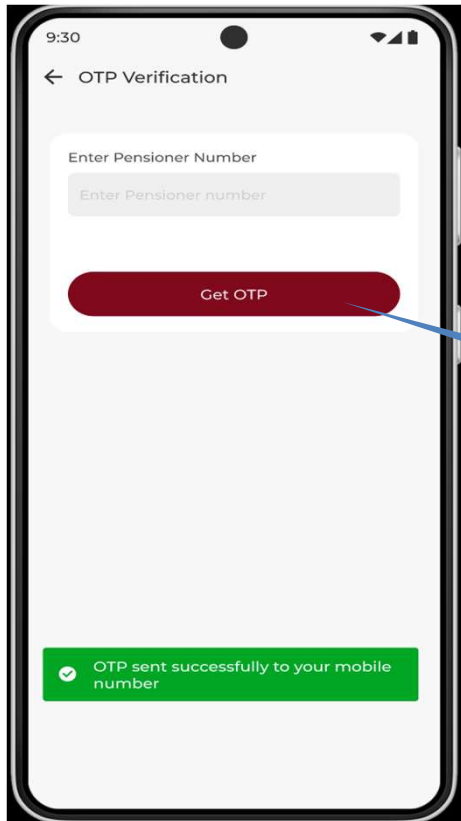 9:30
OTP Verification
Enter Pensioner Number
Enter Pensioner number
Get OTP
OTP sent successfully to your mobile
number